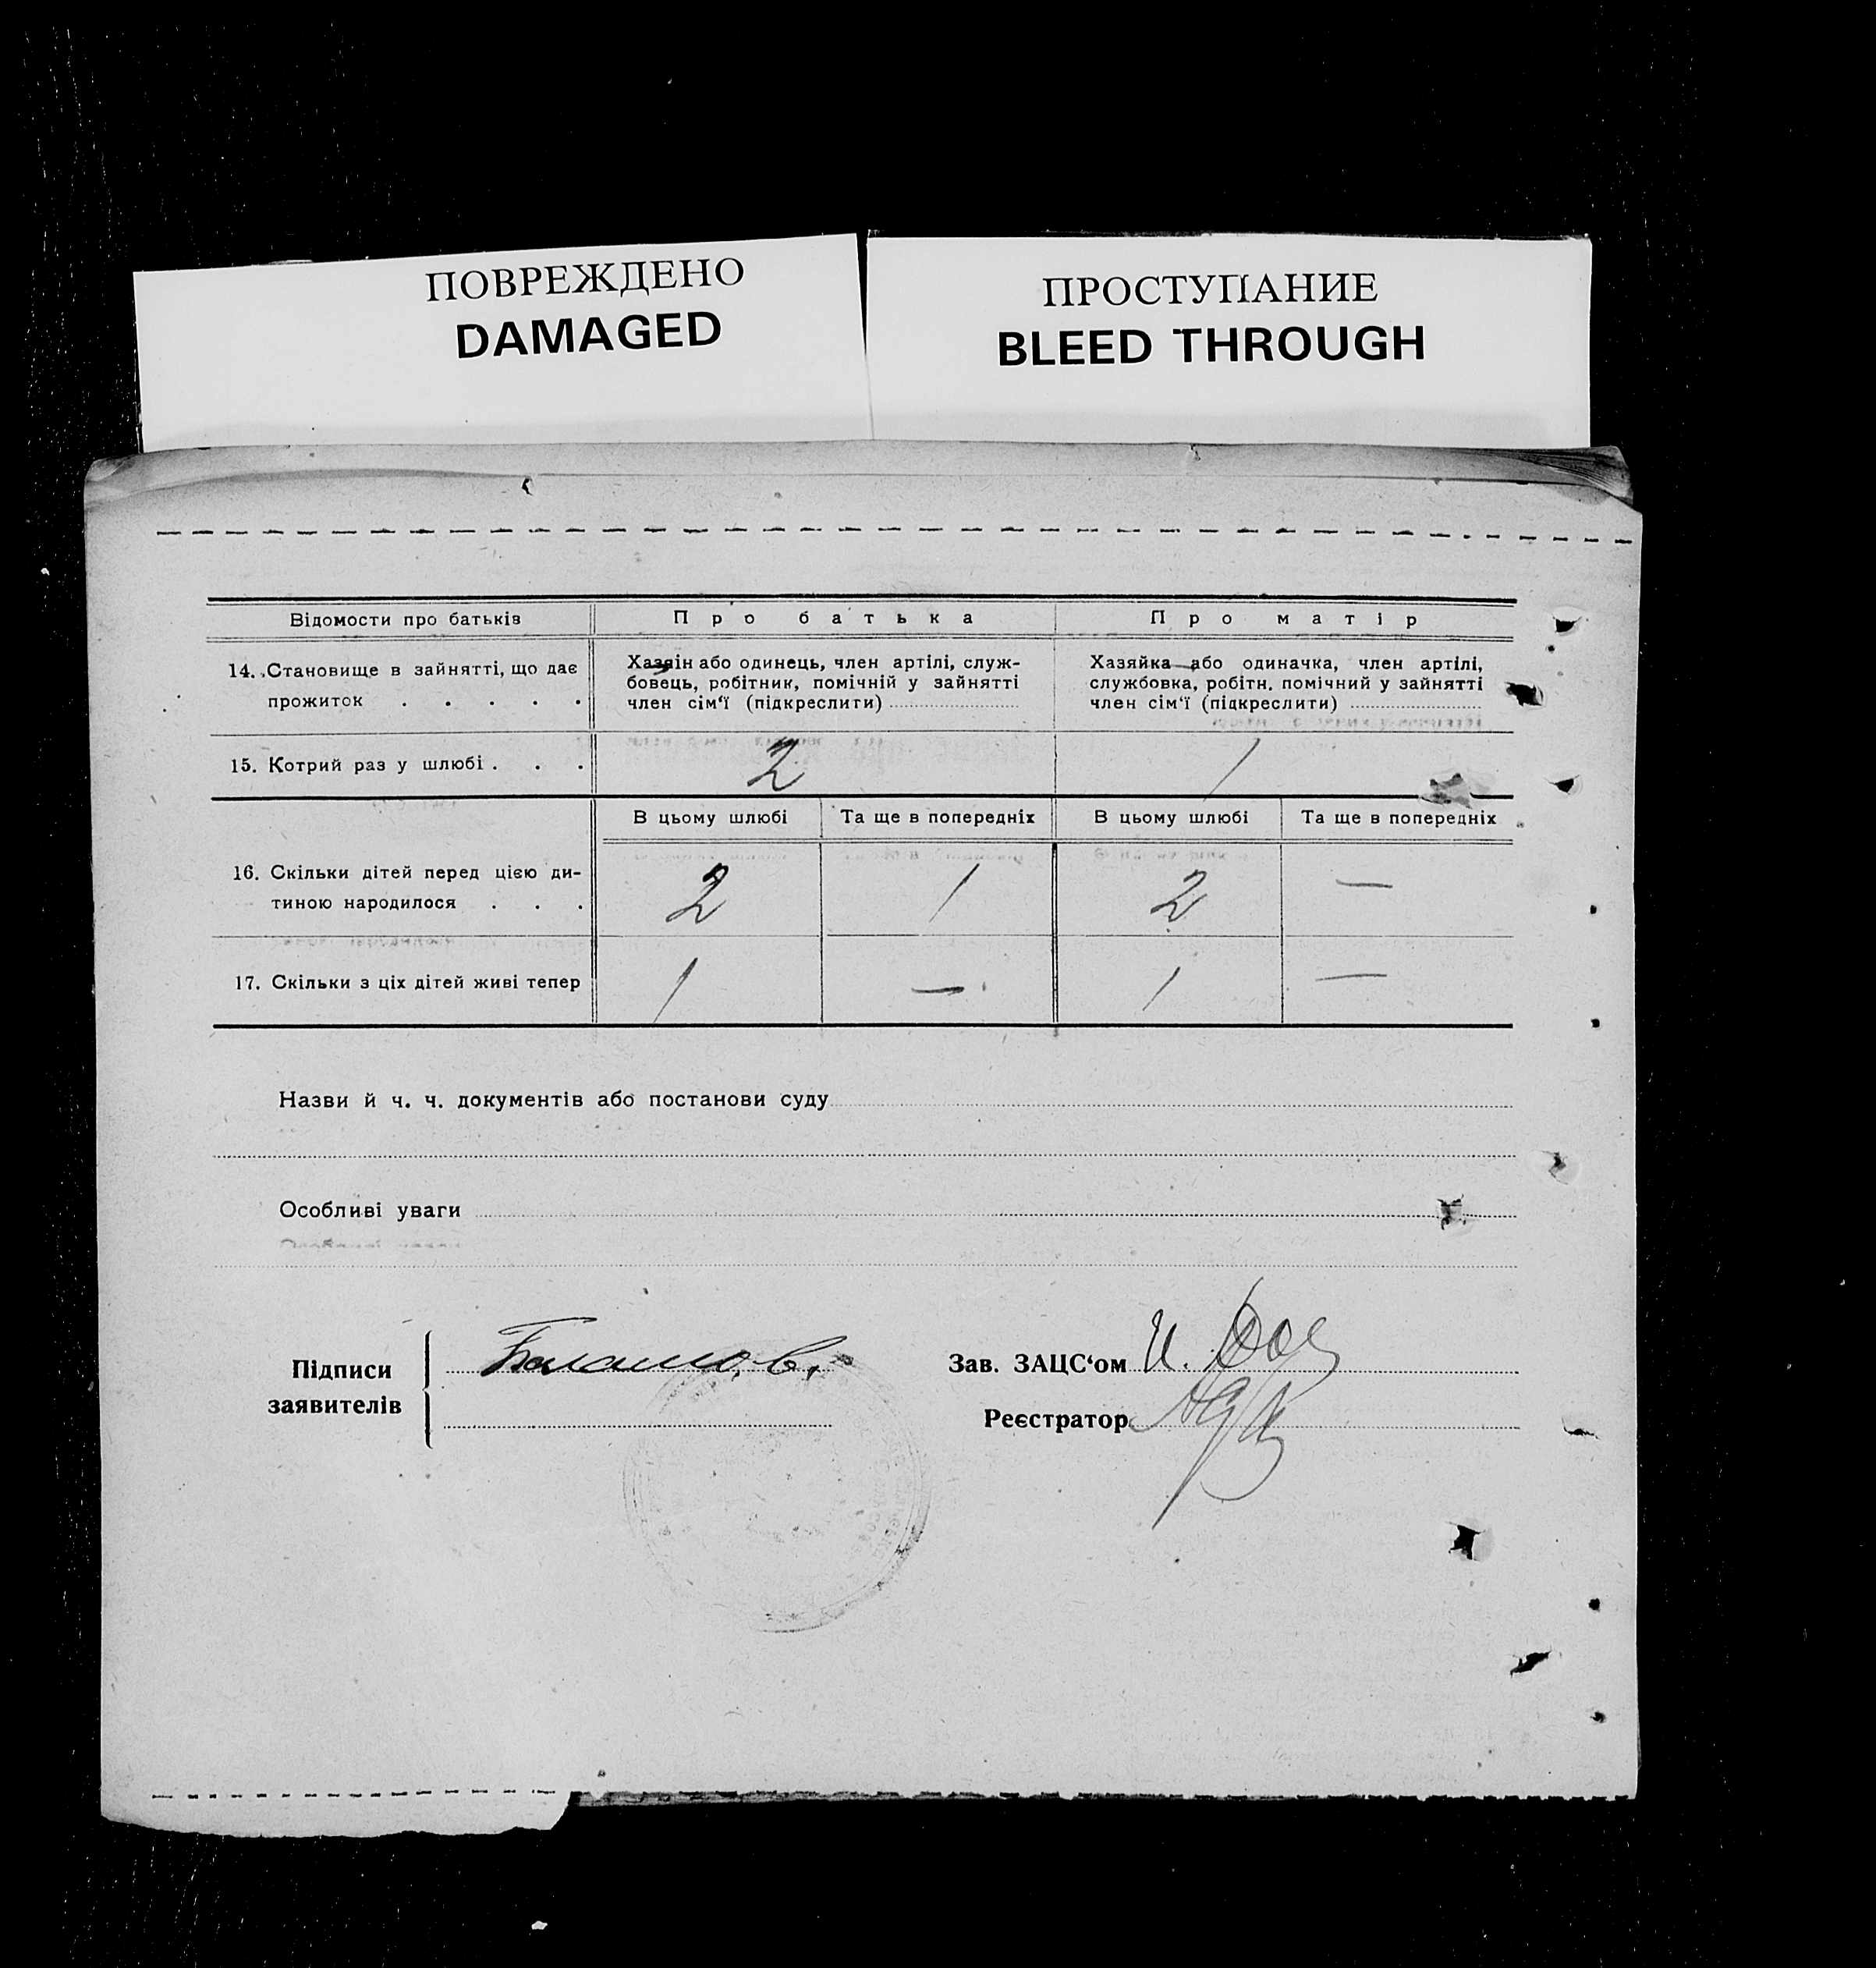 ПОВРЕЖДЕНО
DAMAGED
ПРОСТУПАНИЕ
BLEED THROUGH
Відомости про батьків
Про батька
Про матір
14. Становище в зайнятті, що дає
прожиток . . . . .
Хазяїн або одинець, член артілі, служ-
бовець, робітник, помічній у зайнятті
член сім‘ї (підкреслити)
Хазяйка або одиначка, член артілі,
службовка, робітн. помічний у зайнятті
член сім‘ї (підкреслити)
15. Котрий раз у шлюбі . . .
2
1
В цьому шлюбі
Та ще в попередніх
В цьому шлюбі
Та ще в попередніх
16. Скільки дітей перед цією ди-
тиною народилося . . .
2
1
2
—
17. Скільки з ціх дітей живі тепер
1
—
1
—
Назви й ч. ч. документів або постанови суду
Особливі уваги
Підписи
заявителів
Зав. ЗАЦС‘ом И.
Реєстратор